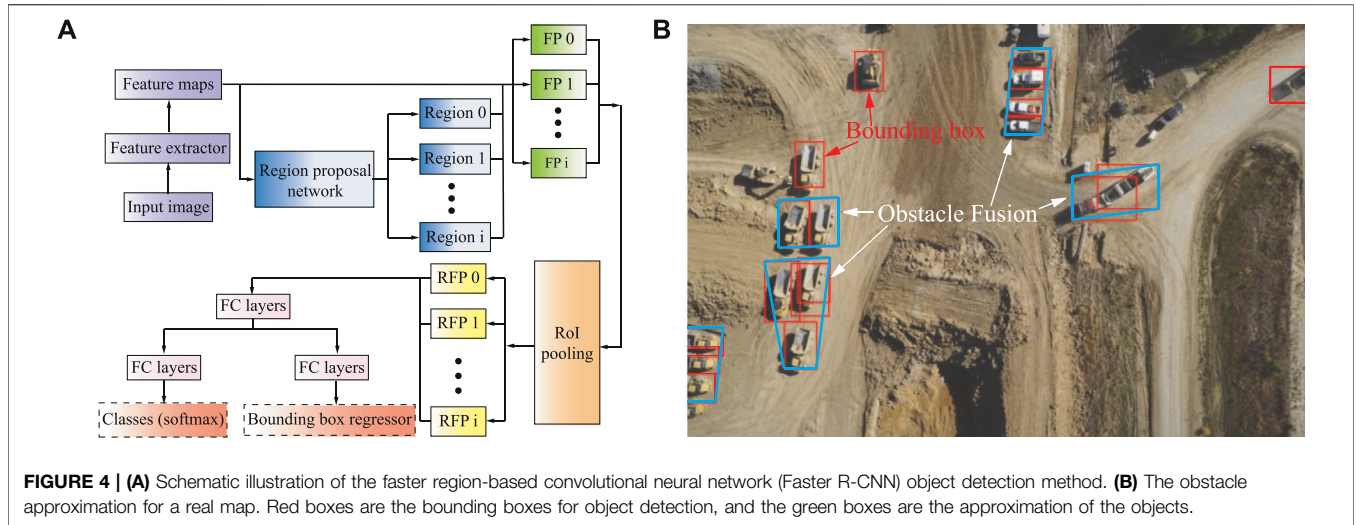 A
FP 0
Feature maps
FP 1
Region 0
Feature extractor
Region proposal
network
Region 1
FP i
Input image
Region i
RFP 0
FC layers
RFP 1
RoI
pooling
FC layers
FC layers
RFP i
Classes (softmax)
Bounding box regressor
B
Bounding box
Obstacle Fusion
FIGURE 4 | (A) Schematic illustration of the faster region-based convolutional neural network (Faster R-CNN) object detection method. (B) The obstacle
approximation for a real map. Red boxes are the bounding boxes for object detection, and the green boxes are the approximation of the objects.